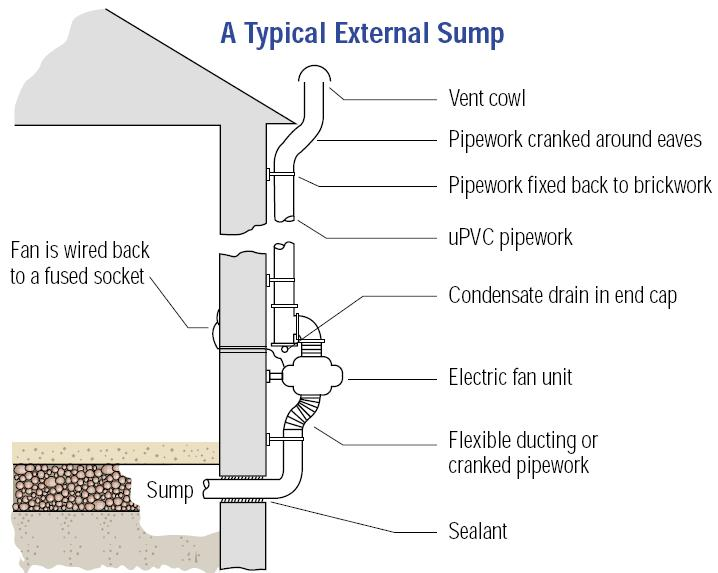 A Typical External Sump
Vent cowl
Pipework cranked around eaves
Pipework fixed back to brickwork
uPVC pipework
Fan is wired back
to a fused socket
Condensate drain in end cap
Electric fan unit
Flexible ducting or
cranked pipework
Sump
Sealant